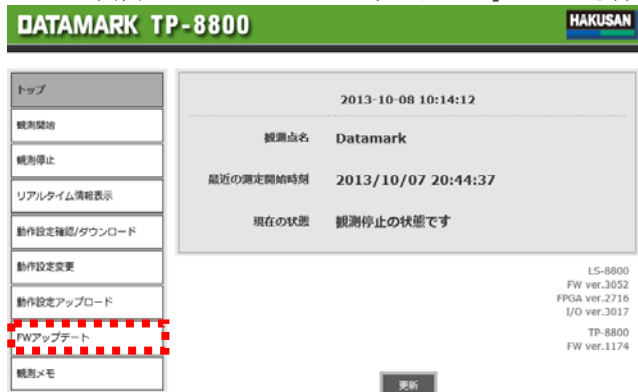 DATAMARK TP-8800
HAKUSAN
トップ
観測開始
観測停止
リアルタイム情報表示
動作設定確認/ダウンロード
動作設定変更
動作設定アップロード
FWアップデート
観測メモ
2013-10-08 10:14:12
観測点名 Datamark
最近の測定開始時刻 2013/10/07 20:44:37
現在の状態 観測停止の状態です
LS-8800
FW ver.3052
FPGA ver.2716
I/O ver.3017
TP-8800
FW ver.1174
更新